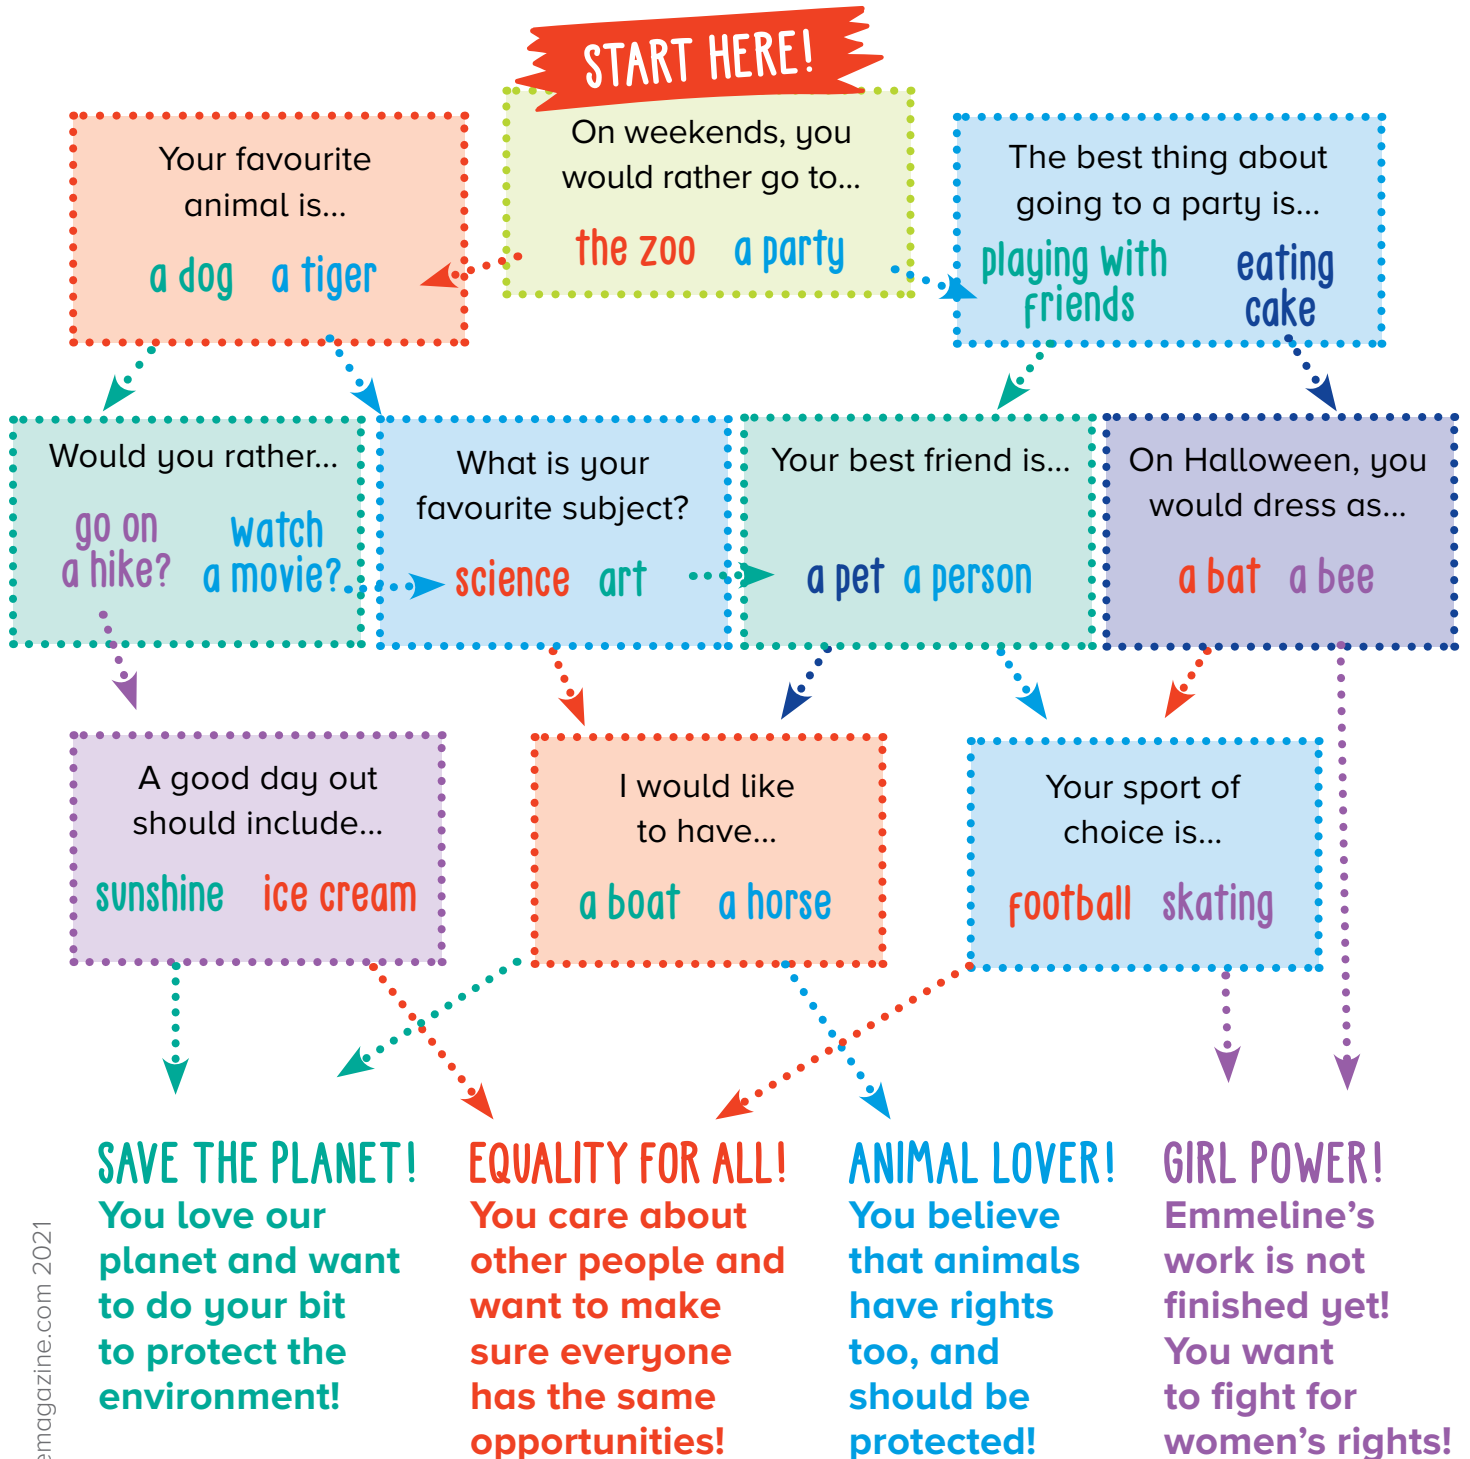 START HERE!
On weekends, you
would rather go to...
the zoo a party
Your favourite
animal is...
a dog a tiger
The best thing about
going to a party is...
playing with
friends
eating
cake
Would you rather...
go on
a hike?
watch
a movie?
What is your
favourite subject?
science art
Your best friend is...
a pet a person
On Halloween, you
would dress as...
a bat a bee
A good day out
should include...
sunshine ice cream
I would like
to have...
a boat a horse
Your sport of
choice is...
football skating
SAVE THE PLANET!
You love our
planet and want
to do your bit
to protect the
environment!
EQUALITY FOR ALL!
You care about
other people and
want to make
sure everyone
has the same
opportunities!
ANIMAL LOVER!
You believe
that animals
have rights
too, and
should be
protected!
GIRL POWER!
Emmeline's
work is not
finished yet!
You want
to fight for
women's rights!
emagazine.com 2021